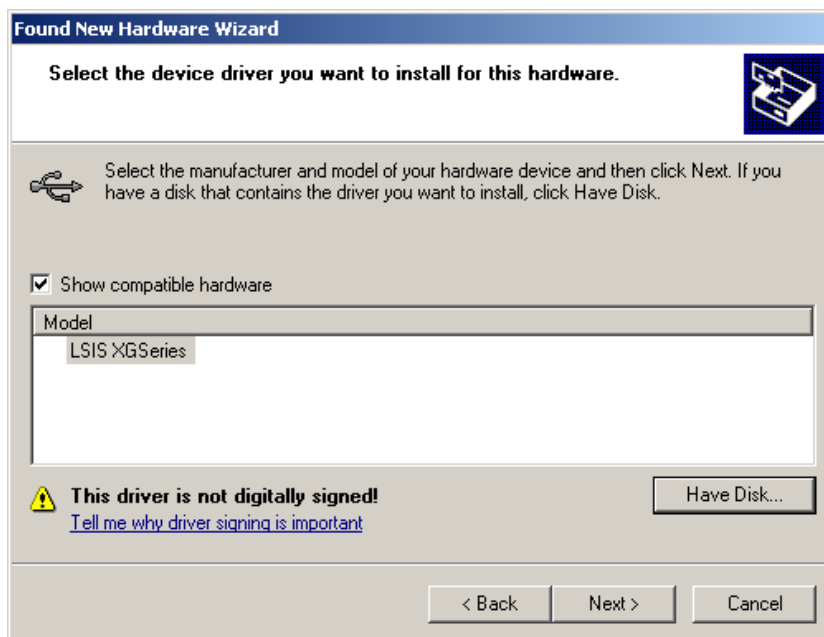 Found New Hardware Wizard
Select the device driver you want to install for this hardware.
Select the manufacturer and model of your hardware device and then click Next. If you
have a disk that contains the driver you want to install, click Have Disk.
Show compatible hardware
Model
LSIS XGSeries
This driver is not digitally signed!
Have Disk...
Tell me why driver signing is important
< Back
Next >
Cancel